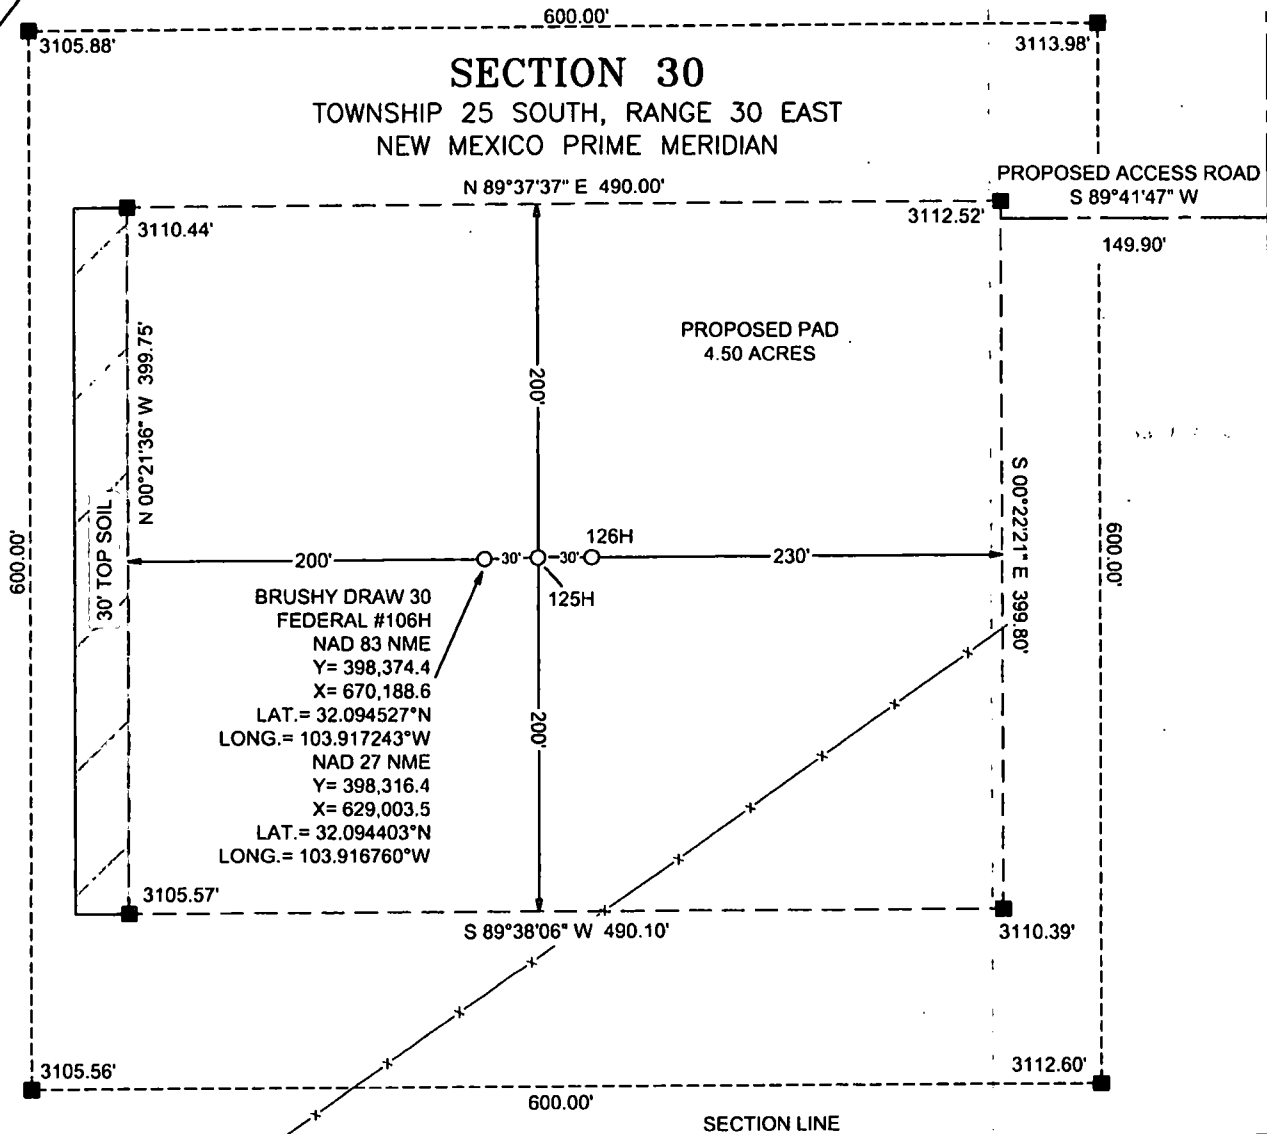 600.00'
3105.88'
3113.98'
SECTION 30
TOWNSHIP 25 SOUTH, RANGE 30 EAST
NEW MEXICO PRIME MERIDIAN
PROPOSED ACCESS ROAD
S 89°41'47" W
149.90'
N 89°37'37" E 490.00'
3110.44'
3112.52'
PROPOSED PAD
4.50 ACRES
N 00°21'36" W 399.75'
200'
30' TOP SOIL
S 00°22'21" E 399.80'
600.00'
600.00'
200'
30'
30'
126H
230'
125H
BRUSHY DRAW 30
FEDERAL #106H
NAD 83 NME
Y= 398,374.4
X= 670,188.6
LAT.= 32.094527°N
LONG.= 103.917243°W
NAD 27 NME
Y= 398,316.4
X= 629,003.5
LAT.= 32.094403°N
LONG.= 103.916760°W
200'
3105.57'
3110.39'
S 89°38'06" W 490.10'
3105.56'
3112.60'
600.00'
SECTION LINE